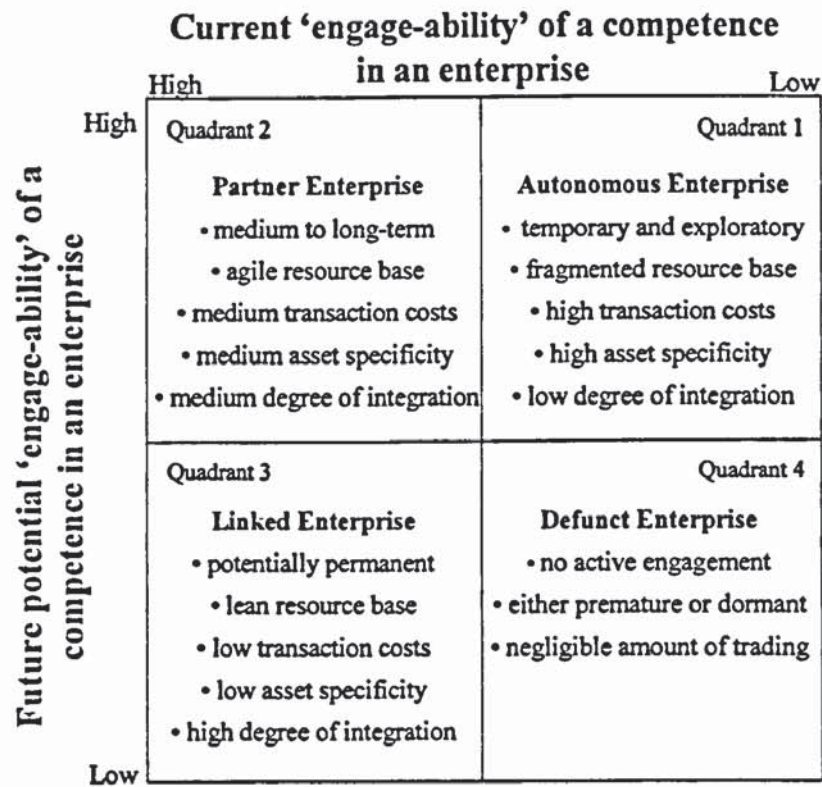 Current ‘engage-ability’ of a competence
in an enterprise
High
Low
Future potential ‘engage-ability’ of a
competence in an enterprise
High
Low
Quadrant 2
Partner Enterprise
• medium to long-term
• agile resource base
• medium transaction costs
• medium asset specificity
• medium degree of integration
Quadrant 1
Autonomous Enterprise
• temporary and exploratory
• fragmented resource base
• high transaction costs
• high asset specificity
• low degree of integration
Quadrant 3
Linked Enterprise
• potentially permanent
• lean resource base
• low transaction costs
• low asset specificity
• high degree of integration
Quadrant 4
Defunct Enterprise
• no active engagement
• either premature or dormant
• negligible amount of trading